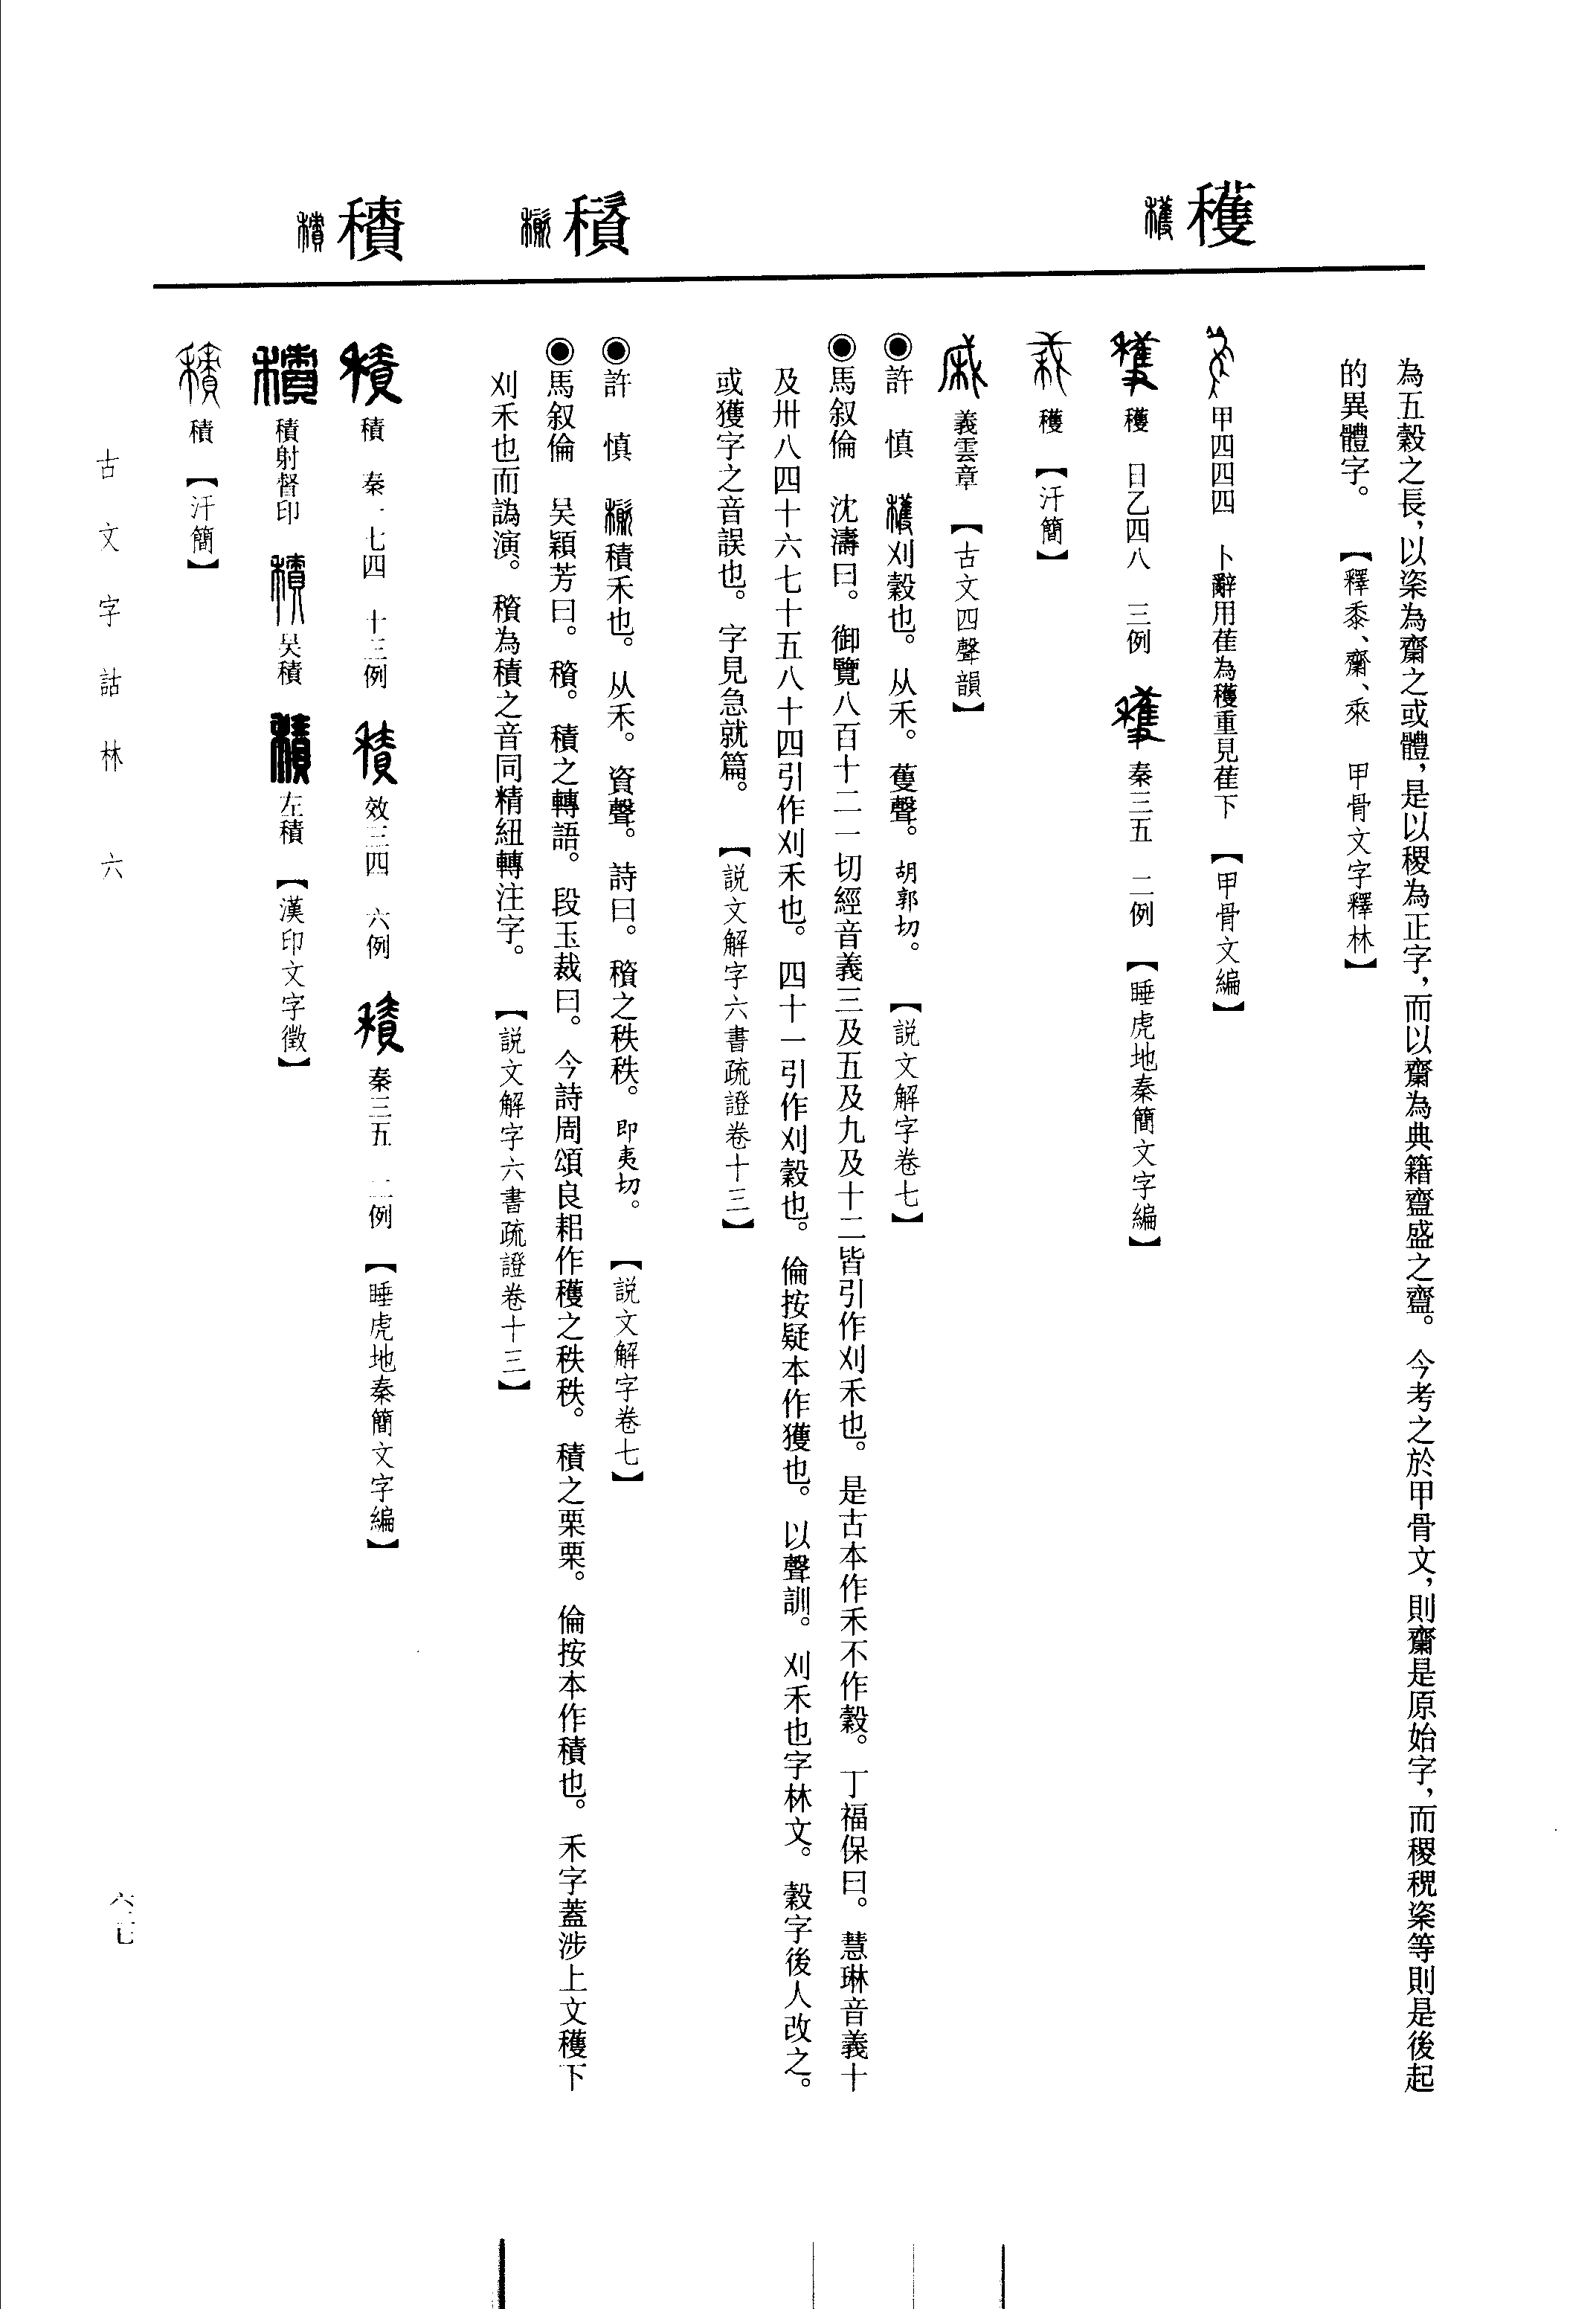 穫
𥡯
積
為五穀之長，以粢為齋之或體，是以稷為正字，而以齋為典籍齍盛之齍。今考之於甲骨文，則齋是原始字，而稷稷粢等則是後起
的異體字。　【釋黍、齋、來　甲骨文字釋林】
甲四四四　卜辭用萑為穫重見萑下　【甲骨文編】
穫　日乙四八　三例　秦三五　二例　【睡虎地秦簡文字編】
穫　【汗簡】
義雲章　【古文四聲韻】
◉許　慎　刈穀也。从禾。蒦聲。胡郭切。　【説文解字卷七】
◉馬叙倫　沈濤曰。御覽八百十二一切經音義三及五及九及十二皆引作刈禾也。是古本作禾不作穀。丁福保曰。慧琳音義十
及卅八四十六七十五八十四引作刈禾也。四十一引作刈穀也。倫按疑本作獲也。以聲訓。刈禾也字林文。穀字後人改之。
或獲字之音誤也。字見急就篇。　【説文解字六書疏證卷十三】
◉許　慎　積禾也。从禾。資聲。詩曰。𥡯之秩秩。即夷切。　【説文解字卷七】
◉馬叙倫　吴穎芳曰。𥡯。積之轉語。段玉裁曰。今詩周頌良耜作穫之秩秩。積之栗栗。倫按本作積也。禾字蓋涉上文穫下
刈禾也而譌演。𥡯為積之音同精紐轉注字。　【説文解字六書疏證卷十三】
積　秦一七四　十三例　效三四　六例　秦三五　二例　【睡虎地秦簡文字編】
積射督印　吴積　左積　【漢印文字徵】
積　【汗簡】
古文字詁林　六